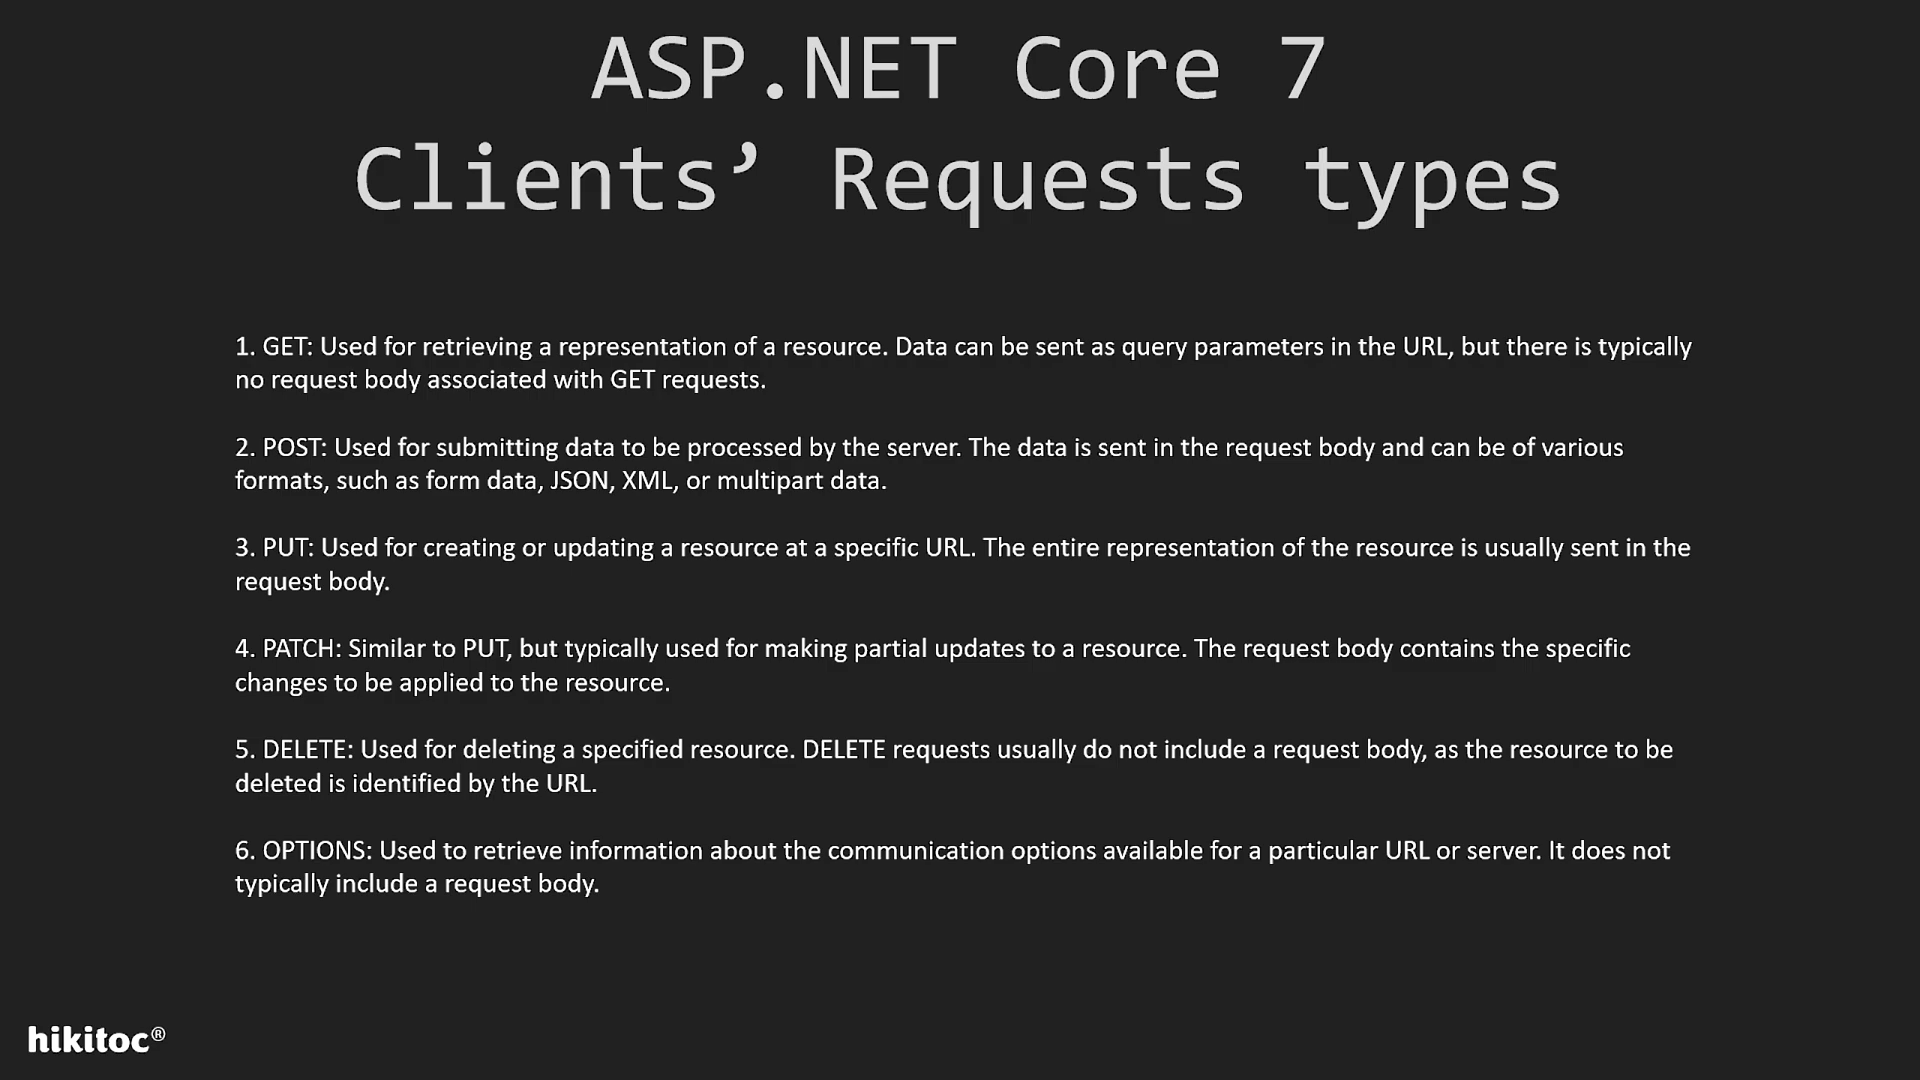 ASP.NET Core 7
Clients’ Requests types
1. GET: Used for retrieving a representation of a resource. Data can be sent as query parameters in the URL, but there is typically
no request body associated with GET requests.
2. POST: Used for submitting data to be processed by the server. The data is sent in the request body and can be of various
formats, such as form data, JSON, XML, or multipart data.
3. PUT: Used for creating or updating a resource at a specific URL. The entire representation of the resource is usually sent in the
request body.
4. PATCH: Similar to PUT, but typically used for making partial updates to a resource. The request body contains the specific
changes to be applied to the resource.
5. DELETE: Used for deleting a specified resource. DELETE requests usually do not include a request body, as the resource to be
deleted is identified by the URL.
6. OPTIONS: Used to retrieve information about the communication options available for a particular URL or server. It does not
typically include a request body.
hikitoc®